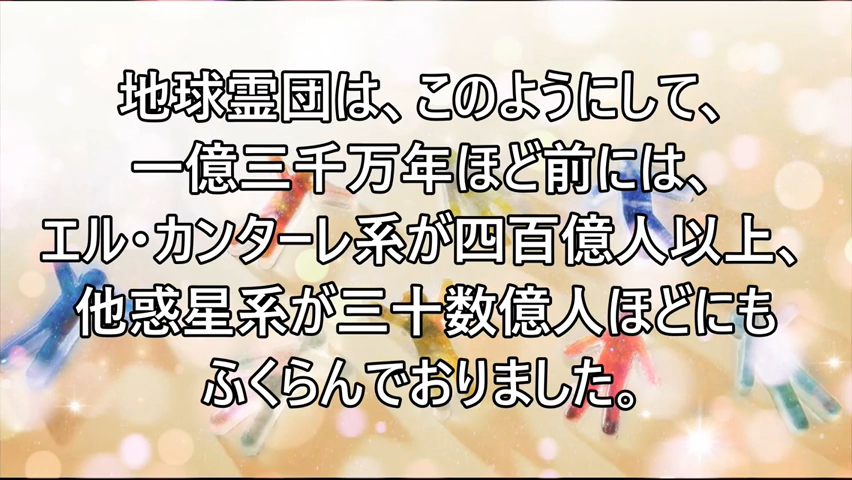 地球霊団は、このようにして、
一億三千万年ほど前には、
エル・カンターレ系が四百億人以上、
他惑星系が三十数億人ほどにも
ふくらんでおりました。